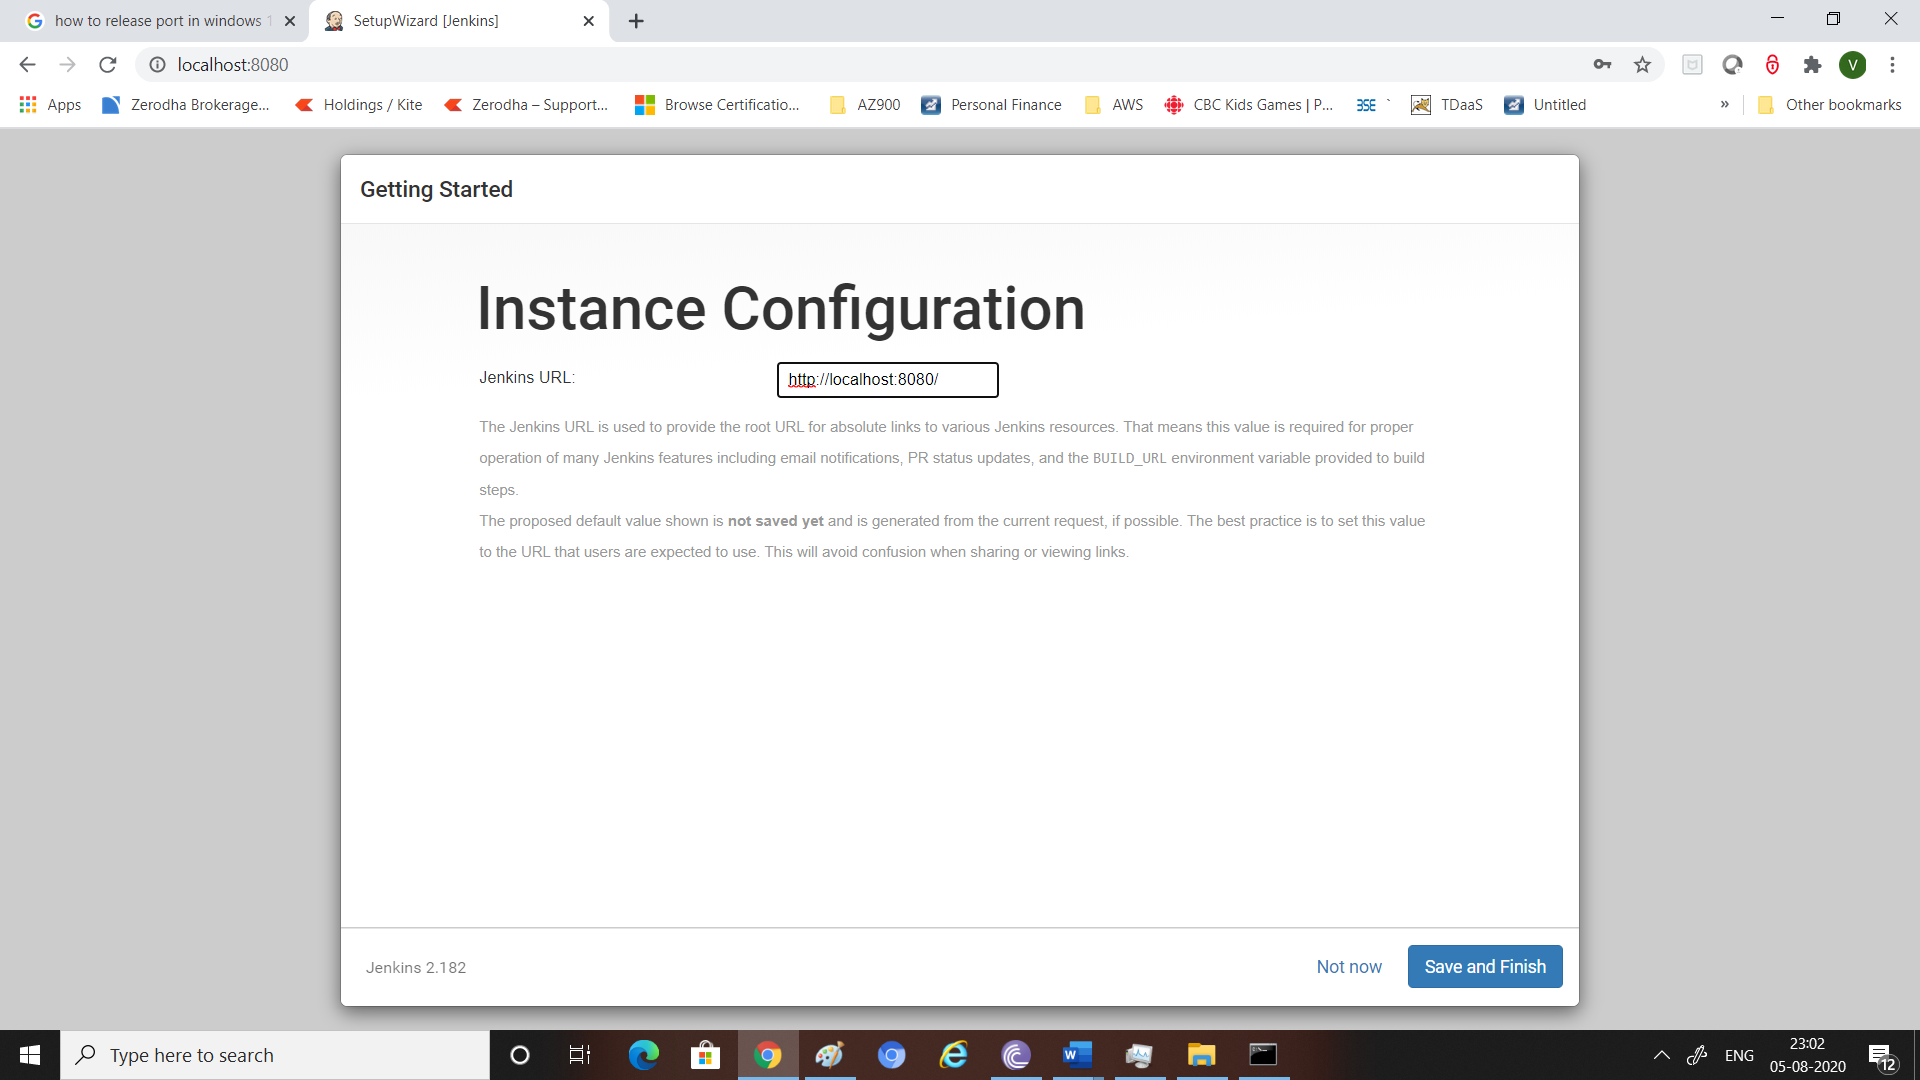 how to release port in windows 1
SetupWizard [Jenkins]
localhost:8080
V
Apps
Zerodha Brokerage...
Holdings / Kite
Zerodha – Support...
Browse Certificatio...
AZ900
Personal Finance
AWS
CBC Kids Games | P...
BSE `
TDaaS
Untitled
»
Other bookmarks
Getting Started
Instance Configuration
Jenkins URL:
http://localhost:8080/
The Jenkins URL is used to provide the root URL for absolute links to various Jenkins resources. That means this value is required for proper
operation of many Jenkins features including email notifications, PR status updates, and the BUILD_URL environment variable provided to build
steps.
The proposed default value shown is not saved yet and is generated from the current request, if possible. The best practice is to set this value
to the URL that users are expected to use. This will avoid confusion when sharing or viewing links.
Jenkins 2.182
Not now
Save and Finish
Type here to search
ENG
23:02
05-08-2020
12